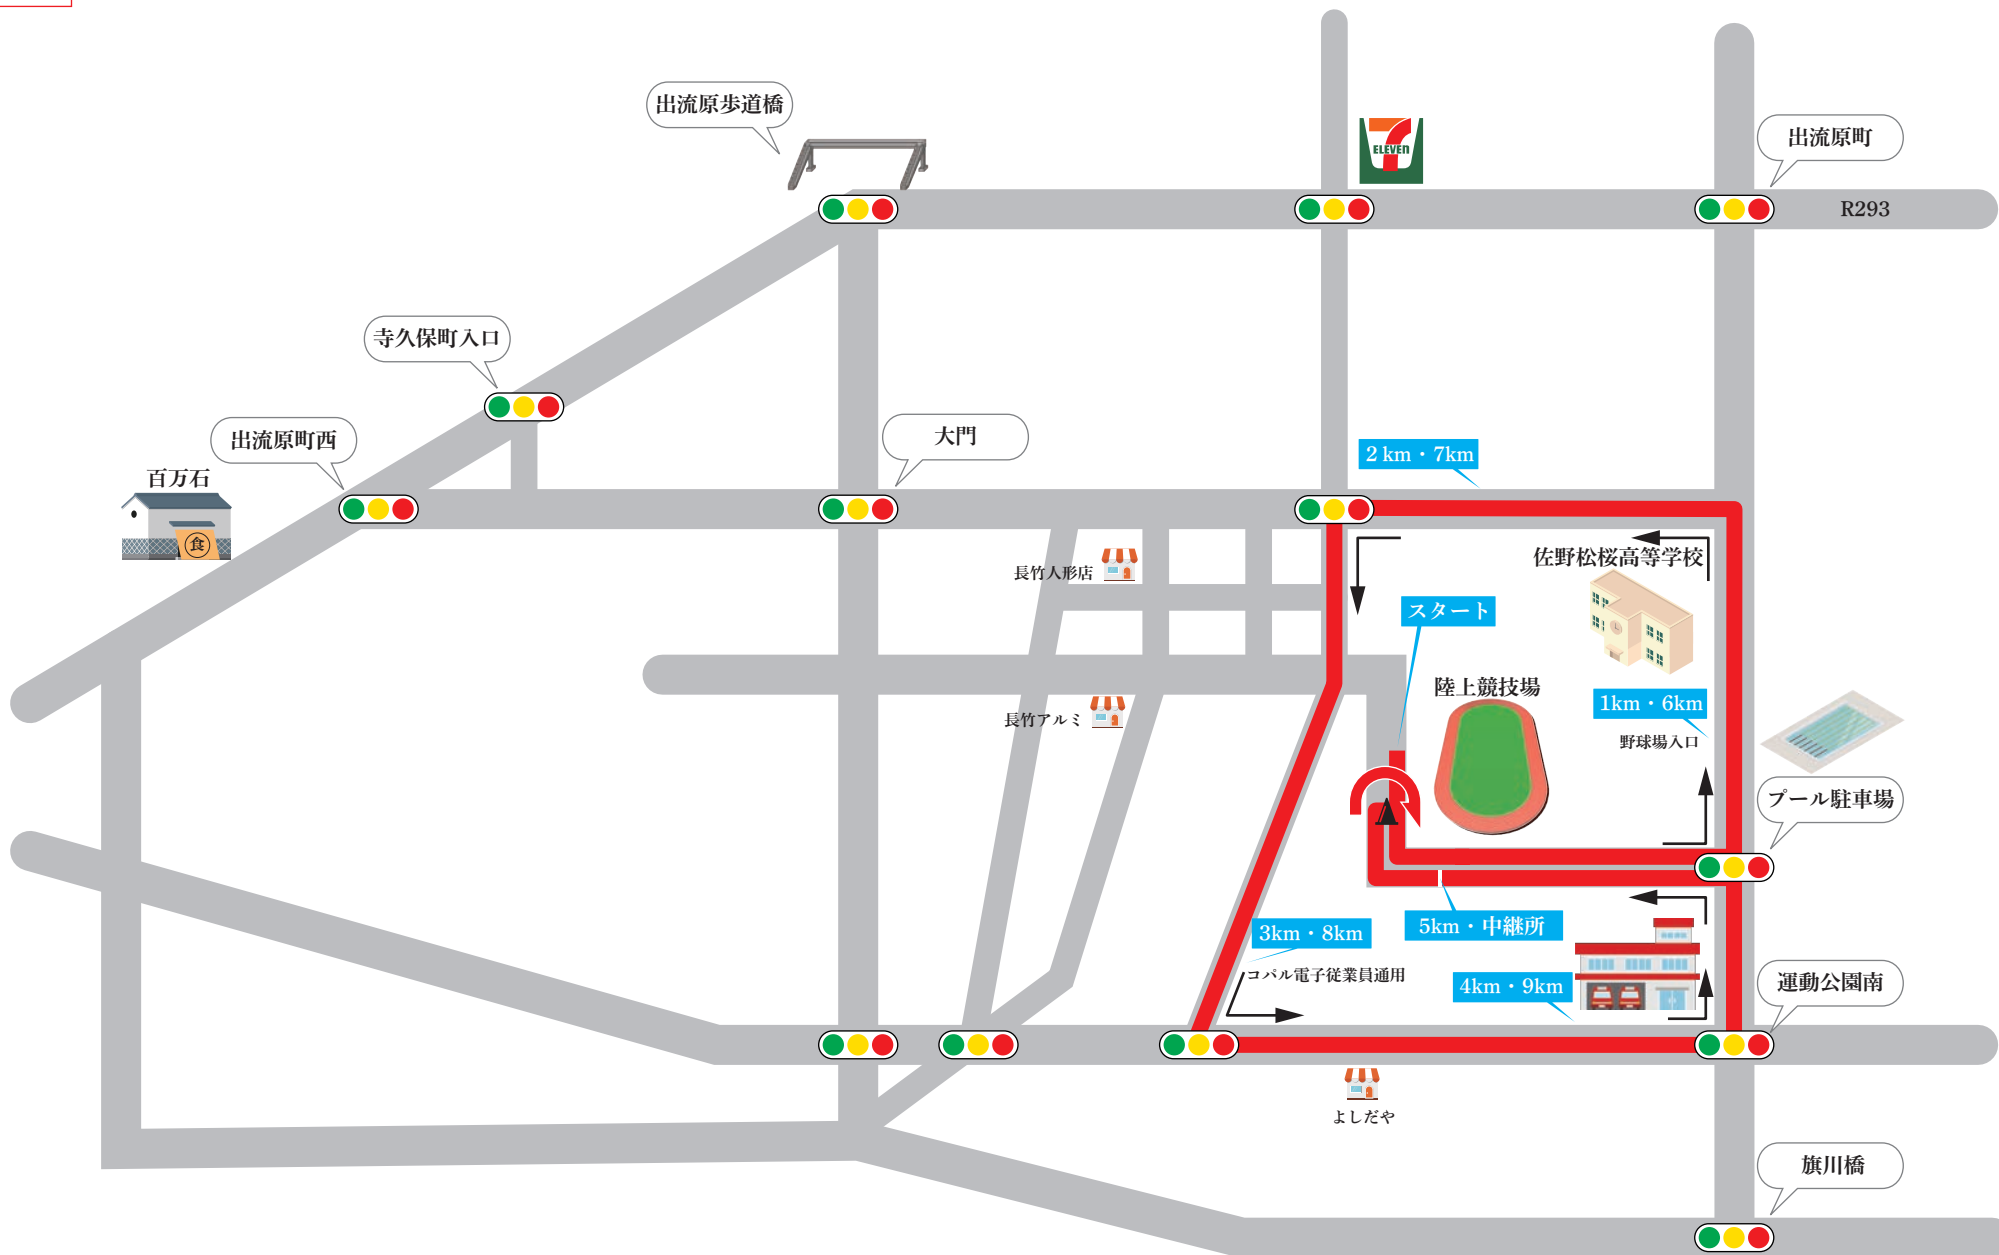 出流原歩道橋
ELEVEN
出流原町
R293
寺久保町入口
出流原町西
大門
百万石
食
2 km・7km
佐野松桜高等学校
長竹人形店
スタート
陸上競技場
1km・6km
長竹アルミ
野球場入口
プール駐車場
3km・8km
5km・中継所
コパル電子従業員通用
4km・9km
運動公園南
よしだや
旗川橋